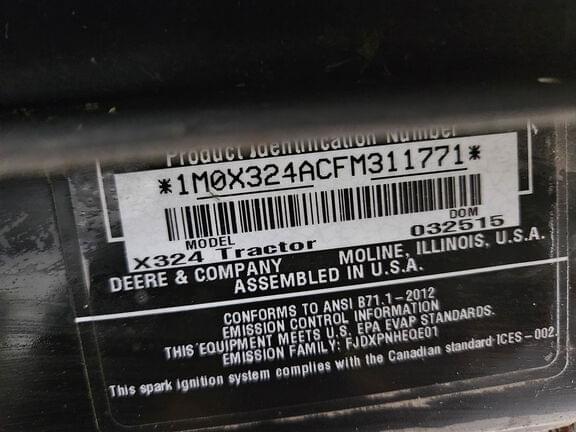 Product Identification Number
*1M0X324ACFM311771*
MODEL
DOM
X324 Tractor
032515
DEERE & COMPANY
MOLINE, ILLINOIS, U.S.A.
ASSEMBLED IN U.S.A.
CONFORMS TO ANSI B71.1-2012
EMISSION CONTROL INFORMATION
THIS EQUIPMENT MEETS U.S. EPA EVAP STANDARDS.
EMISSION FAMILY: FJDXPNHEQE01
This spark ignition system complies with the Canadian standard ICES-002.